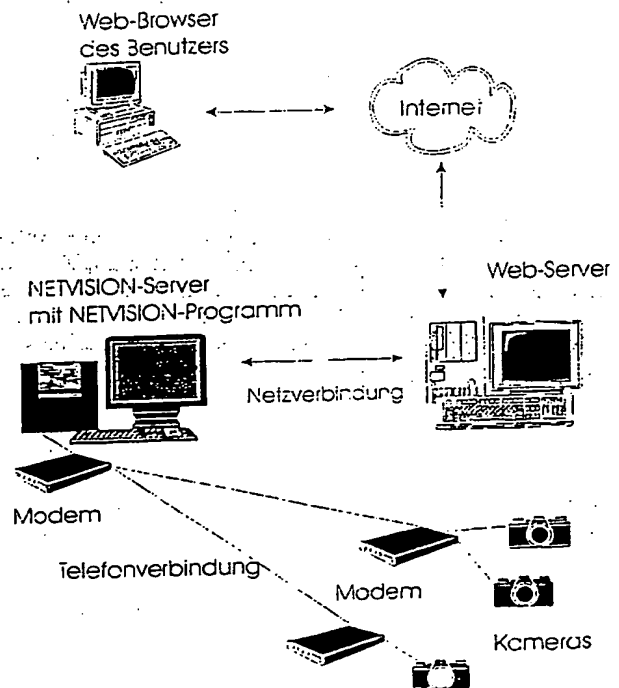 Web-Browser
des Benutzers
Internet
Web-Server
NETVISION-Server
mit NETVISION-Programm
Netzverbindung
Modem
Telefonverbindung
Modem
Kameras